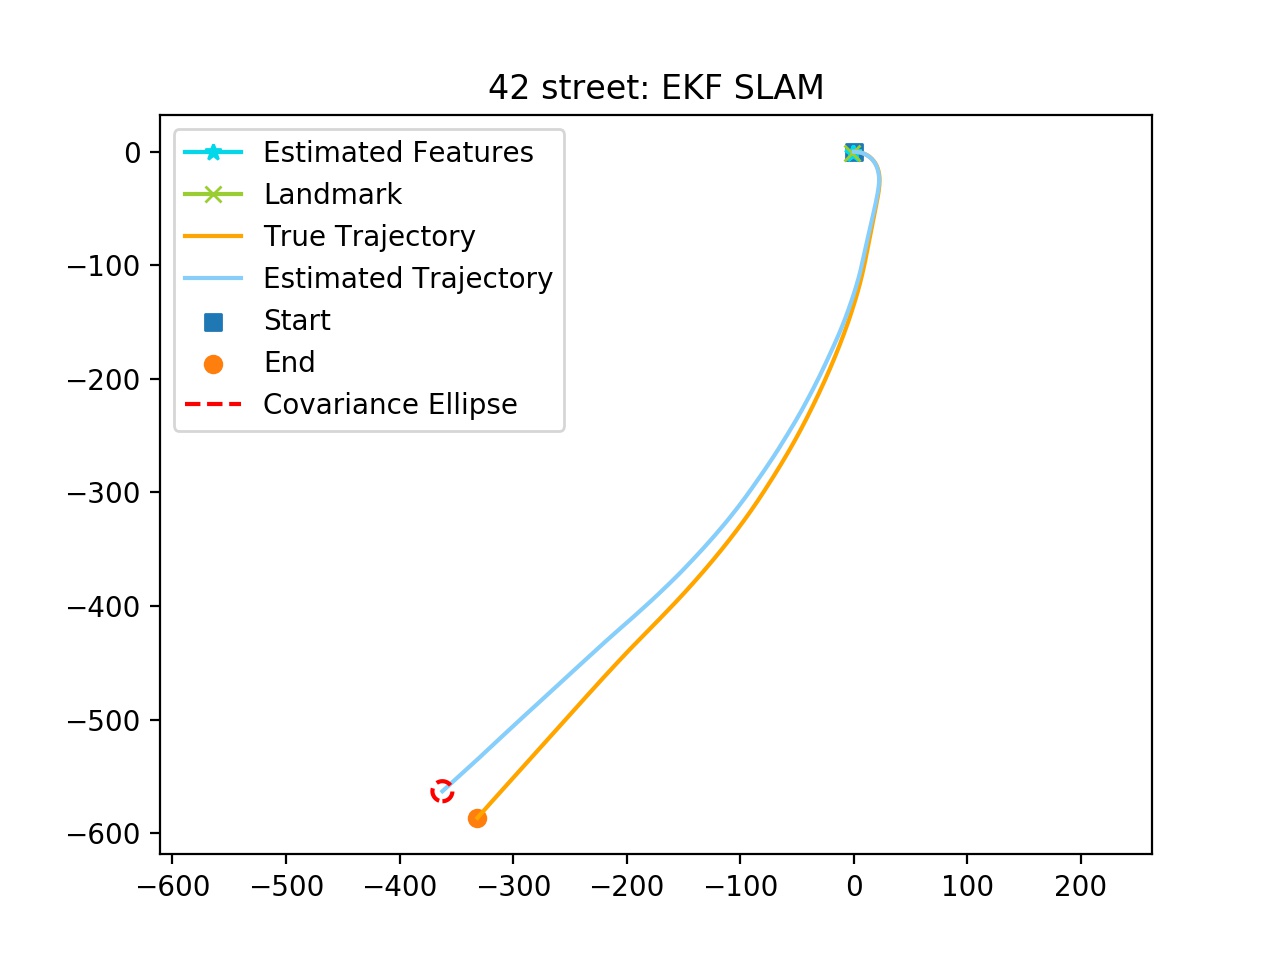 42 street: EKF SLAM
Estimated Features
Landmark
True Trajectory
Estimated Trajectory
Start
End
Covariance Ellipse
0
−100
−200
−300
−400
−500
−600
−600 −500 −400 −300 −200 −100 0 100 200